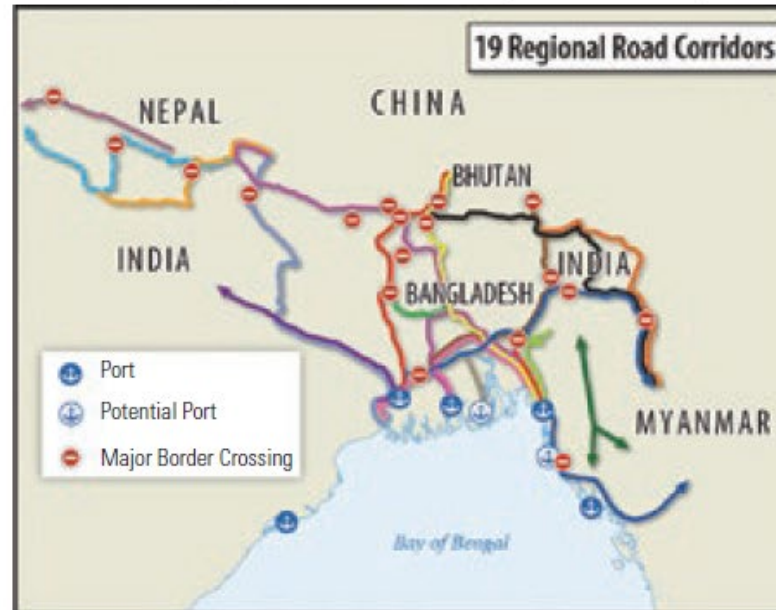 19 Regional Road Corridors
CHINA
NEPAL
BHUTAN
INDIA
INDIA
BANGLADESH
Port
Potential Port
MYANMAR
Major Border Crossing
Bay of Bengal